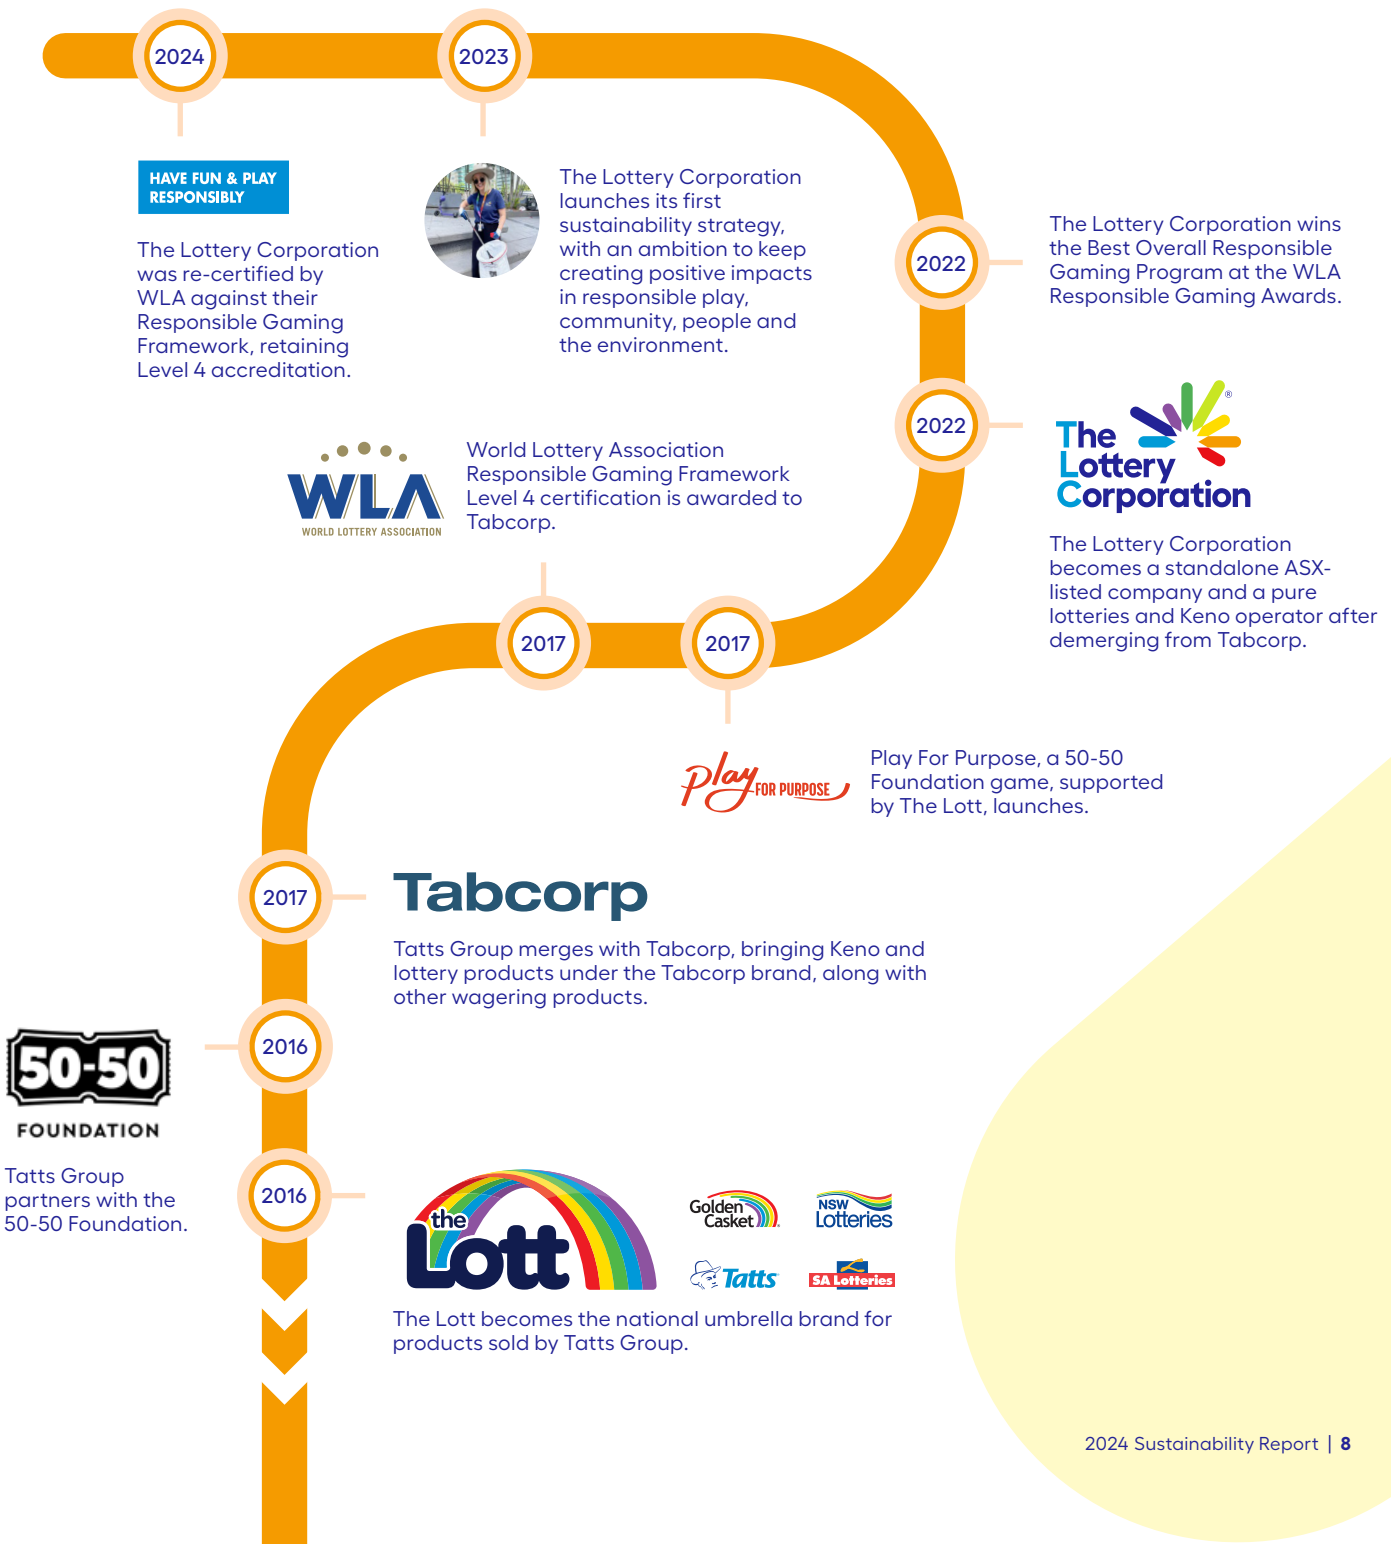 2024
HAVE FUN & PLAY
RESPONSIBLY
The Lottery Corporation
was re-certified by
WLA against their
Responsible Gaming
Framework, retaining
Level 4 accreditation.
2023
The Lottery Corporation
launches its first
sustainability strategy,
with an ambition to keep
creating positive impacts
in responsible play,
community, people and
the environment.
2022
The Lottery Corporation wins
the Best Overall Responsible
Gaming Program at the WLA
Responsible Gaming Awards.
2022
The
Lottery
Corporation
®
The Lottery Corporation
becomes a standalone ASX-
listed company and a pure
lotteries and Keno operator after
demerging from Tabcorp.
WLA
WORLD LOTTERY ASSOCIATION
World Lottery Association
Responsible Gaming Framework
Level 4 certification is awarded to
Tabcorp.
2017
2017
Play FOR PURPOSE
Play For Purpose, a 50-50
Foundation game, supported
by The Lott, launches.
2017
Tabcorp
Tatts Group merges with Tabcorp, bringing Keno and
lottery products under the Tabcorp brand, along with
other wagering products.
2016
50-50
FOUNDATION
Tatts Group
partners with the
50-50 Foundation.
2016
the
Lott
Golden
Casket
NSW
Lotteries
Tatts
SA Lotteries
The Lott becomes the national umbrella brand for
products sold by Tatts Group.
2024 Sustainability Report | 8